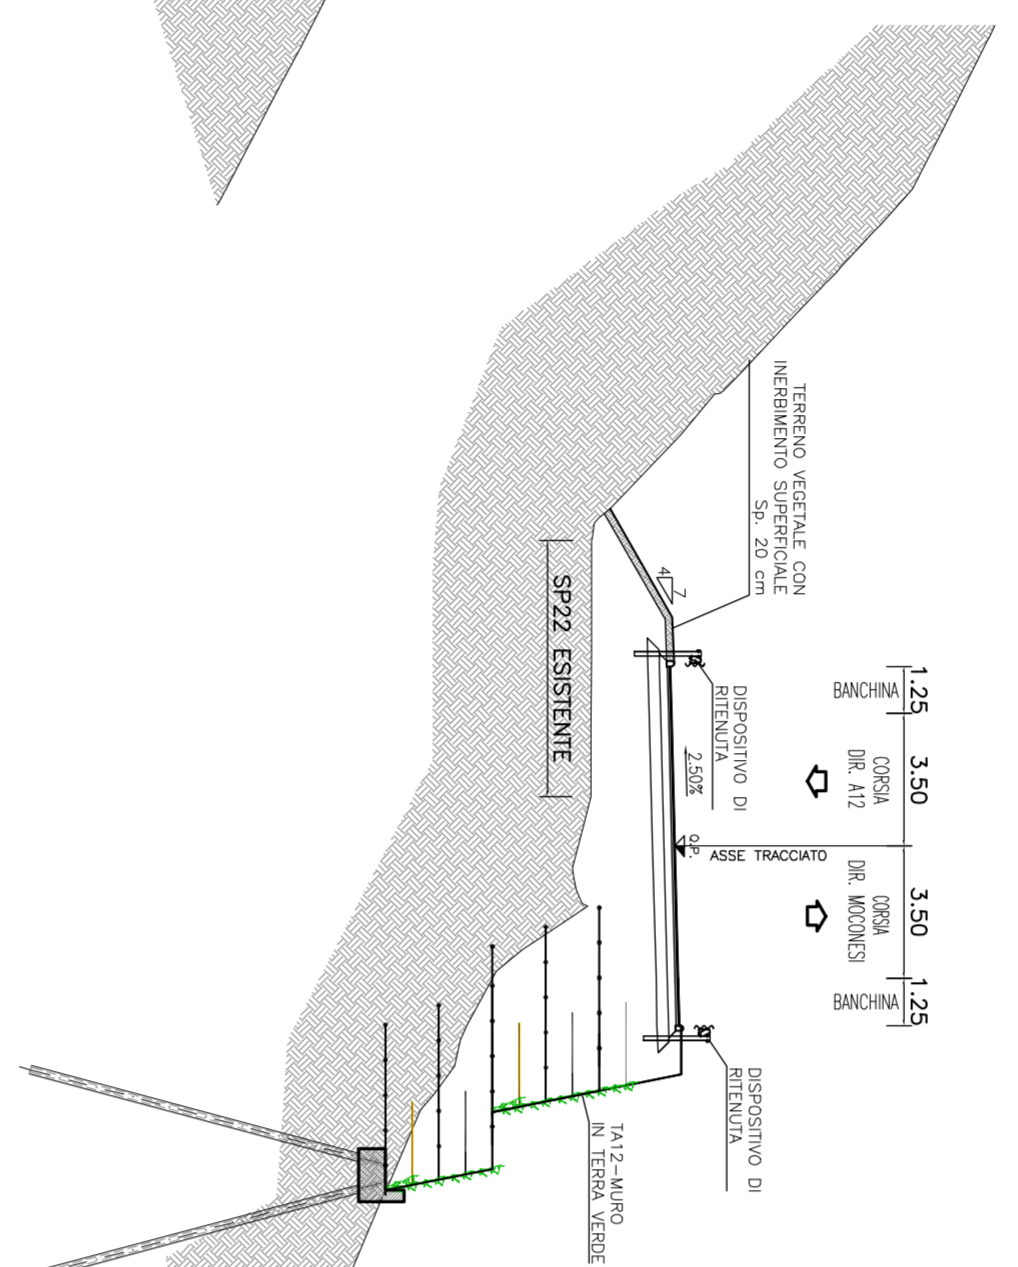 1.25
3.50
3.50
1.25
BANCHINA
CORSIA
DIR. A12
CORSIA
DIR. MOCONESI
BANCHINA
ASSE TRACCIATO
Q.P.
2.50%
TERRENO VEGETALE CON
INERBIMENTO SUPERFICIALE
Sp. 20 cm
DISPOSITIVO DI
RITENUTA
DISPOSITIVO DI
RITENUTA
7
4
SP22 ESISTENTE
TA12-MURO
IN TERRA VERDE